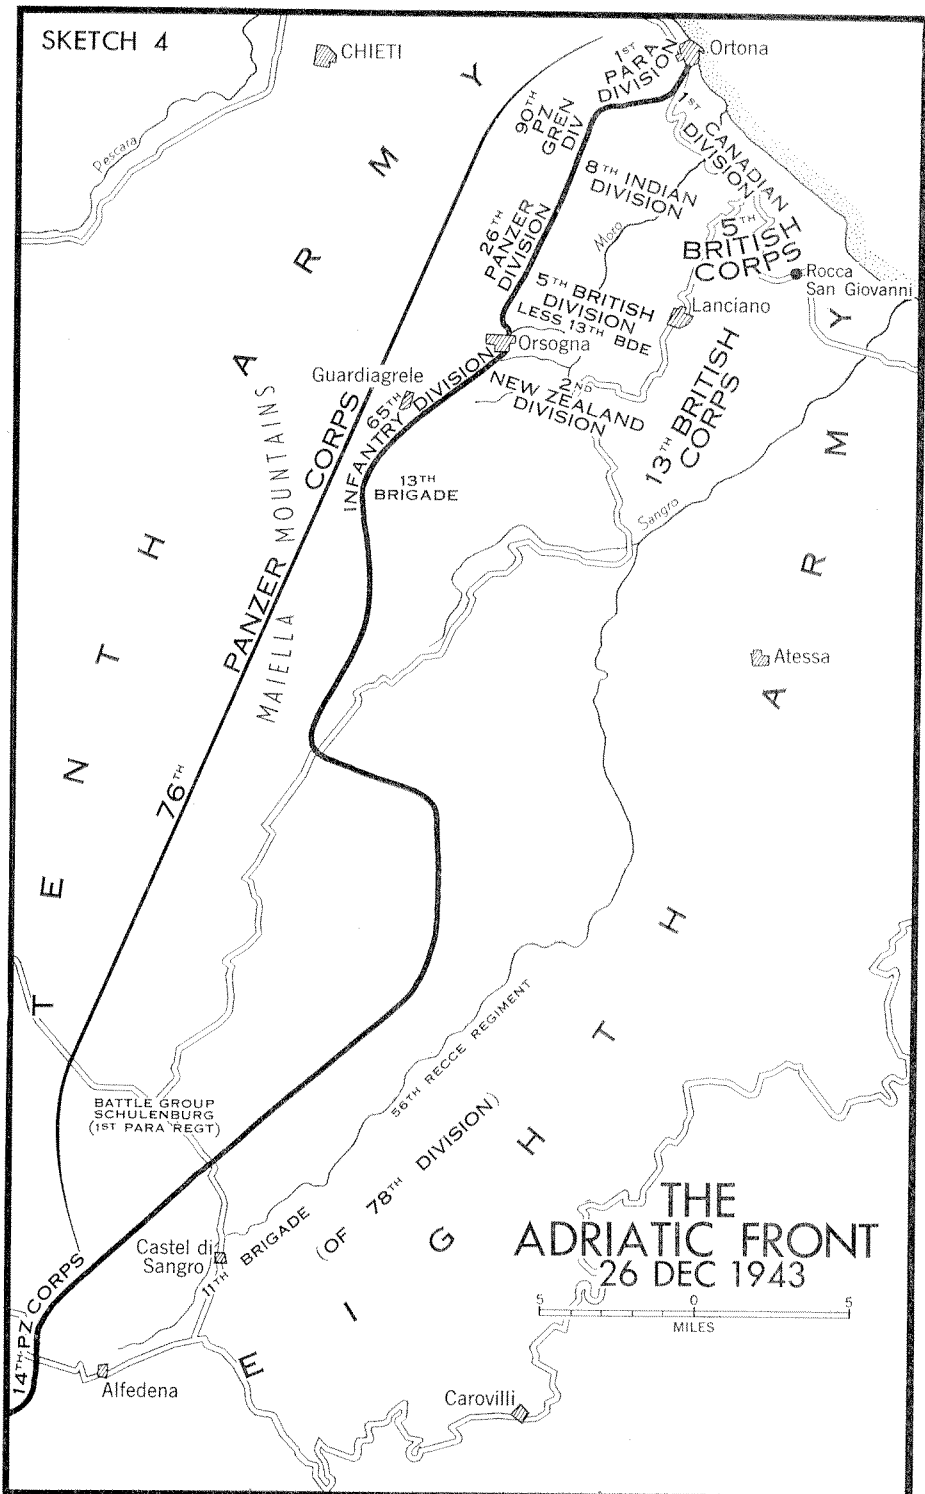 SKETCH 4
CHIETI
Pescara
Ortona
1ST
PARA
DIVISION
90TH
PZ
GREN
DIV
1ST CANADIAN
DIVISION
8TH INDIAN
DIVISION
Moro
26TH
PANZER
DIVISION
5TH
BRITISH
CORPS
Rocca
San Giovanni
5TH BRITISH
DIVISION
LESS 13TH BDE
Lanciano
Orsogna
Guardiagrele
65TH
INFANTRY DIVISION
2ND
NEW ZEALAND
DIVISION
13TH BRITISH
CORPS
13TH
BRIGADE
Sangro
76TH PANZER CORPS
MAIELLA MOUNTAINS
TENTH ARMY
Atessa
EIGHTH ARMY
56TH RECCE REGIMENT
BATTLE GROUP
SCHULENBURG
(1ST PARA REGT)
11TH BRIGADE
(OF 78TH DIVISION)
Castel di
Sangro
14TH PZ CORPS
Alfedena
Carovilli
THE
ADRIATIC FRONT
26 DEC 1943
5 0 5
MILES